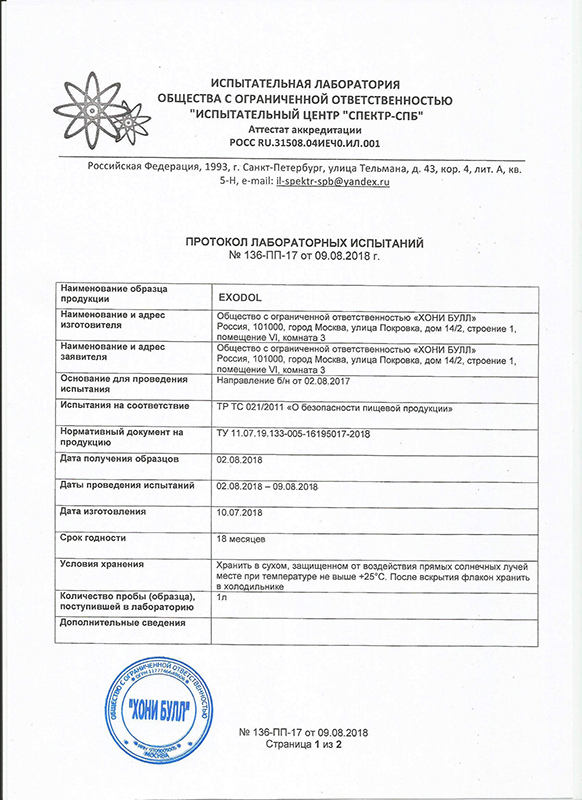 ИСПЫТАТЕЛЬНАЯ ЛАБОРАТОРИЯ
ОБЩЕСТВА С ОГРАНИЧЕННОЙ ОТВЕТСТВЕННОСТЬЮ
"ИСПЫТАТЕЛЬНЫЙ ЦЕНТР "СПЕКТР-СПБ"
Аттестат аккредитации
РОСС RU.31508.04ИЕЧ0.ИЛ.001
Российская Федерация, 1993, г. Санкт-Петербург, улица Тельмана, д. 43, кор. 4, лит. А, кв.
5-Н, e-mail: il-spektr-spb@yandex.ru
ПРОТОКОЛ ЛАБОРАТОРНЫХ ИСПЫТАНИЙ
№ 136-ПП-17 от 09.08.2018 г.
Наименование образца
продукции
EXODOL
Наименование и адрес
изготовителя
Общество с ограниченной ответственностью «ХОНИ БУЛЛ»
Россия, 101000, город Москва, улица Покровка, дом 14/2, строение 1,
помещение VI, комната 3
Наименование и адрес
заявителя
Общество с ограниченной ответственностью «ХОНИ БУЛЛ»
Россия, 101000, город Москва, улица Покровка, дом 14/2, строение 1,
помещение VI, комната 3
Основание для проведения
испытания
Направление б/н от 02.08.2017
Испытания на соответствие
ТР ТС 021/2011 «О безопасности пищевой продукции»
Нормативный документ на
продукцию
ТУ 11.07.19.133-005-16195017-2018
Дата получения образцов
02.08.2018
Даты проведения испытаний
02.08.2018 – 09.08.2018
Дата изготовления
10.07.2018
Срок годности
18 месяцев
Условия хранения
Хранить в сухом, защищенном от воздействия прямых солнечных лучей
месте при температуре не выше +25°С. После вскрытия флакон хранить
в холодильнике
Количество пробы (образца),
поступившей в лабораторию
1л
Дополнительные сведения
ОБЩЕСТВО С ОГРАНИЧЕННОЙ ОТВЕТСТВЕННОСТЬЮ
"ХОНИ БУЛЛ"
МОСКВА
№ 136-ПП-17 от 09.08.2018
Страница 1 из 2